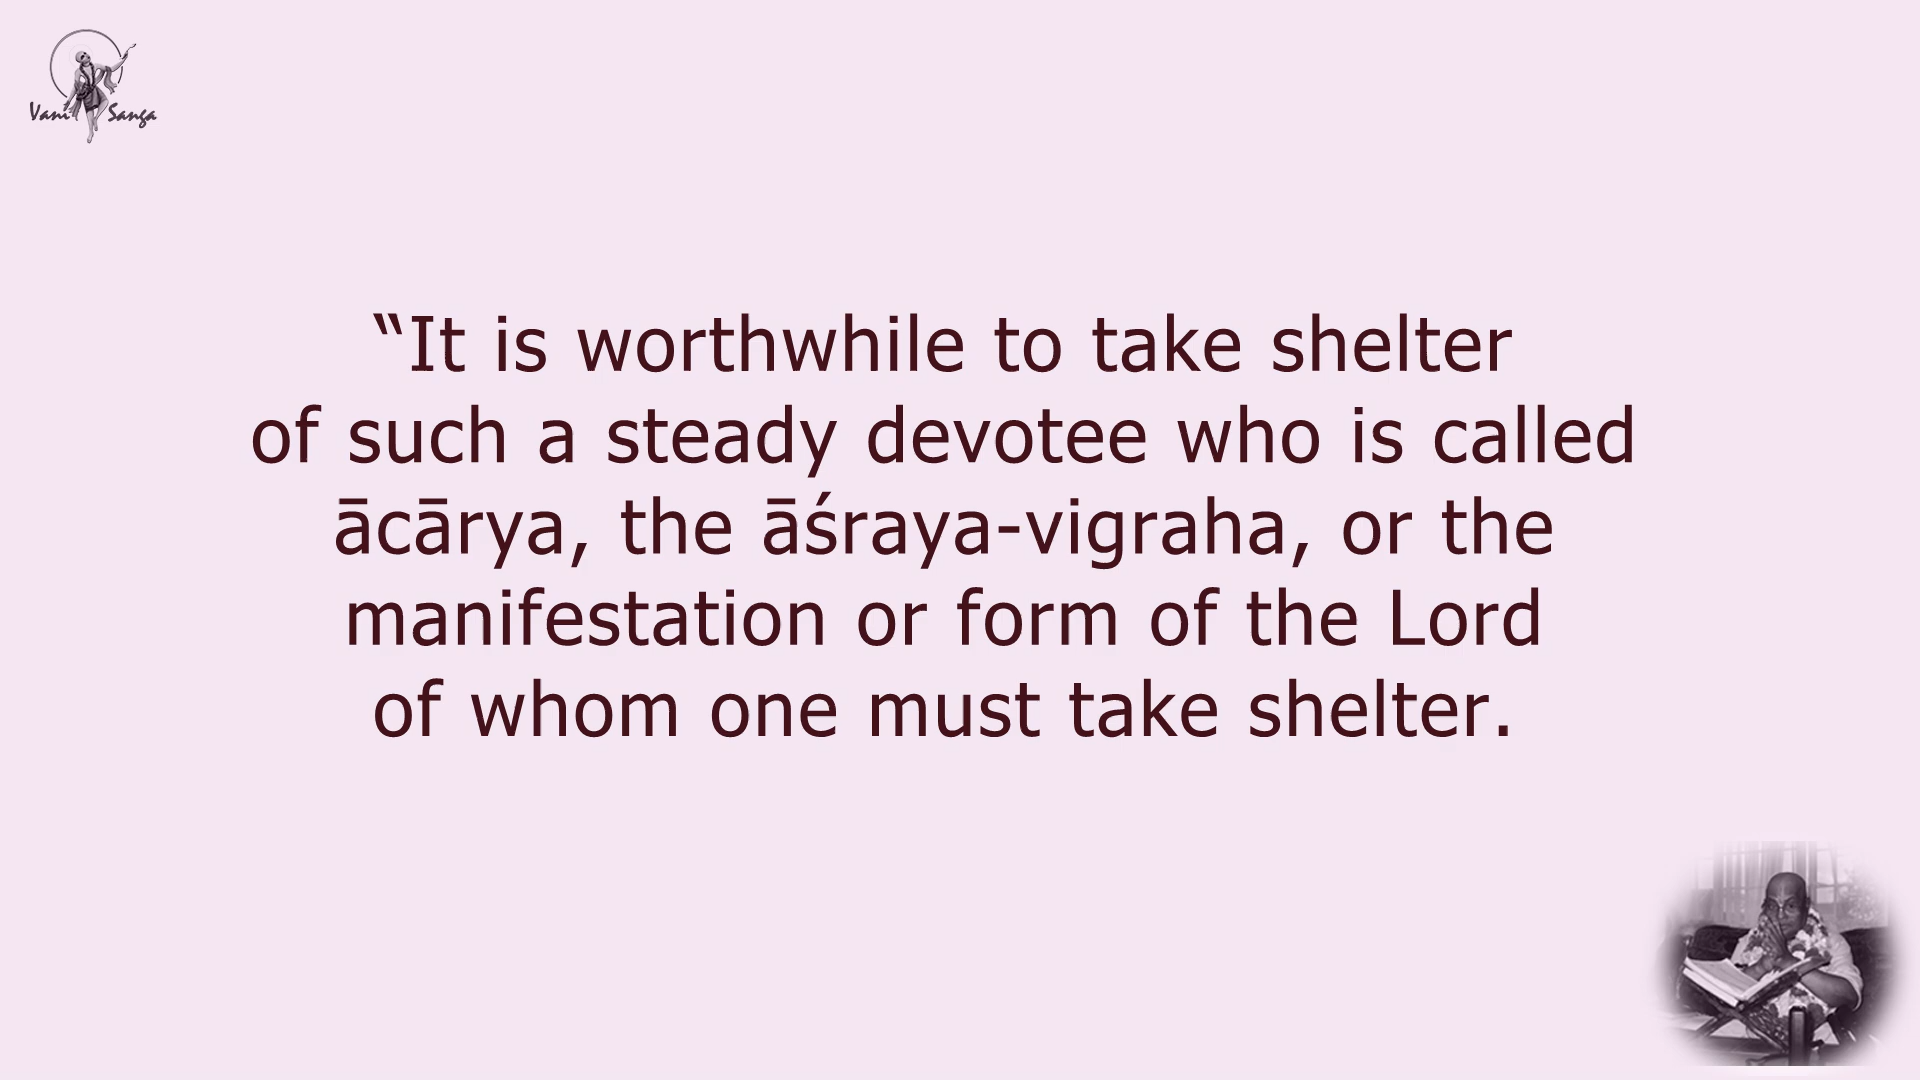 Vani Sanga
“It is worthwhile to take shelter
of such a steady devotee who is called
ācārya, the āśraya-vigraha, or the
manifestation or form of the Lord
of whom one must take shelter.